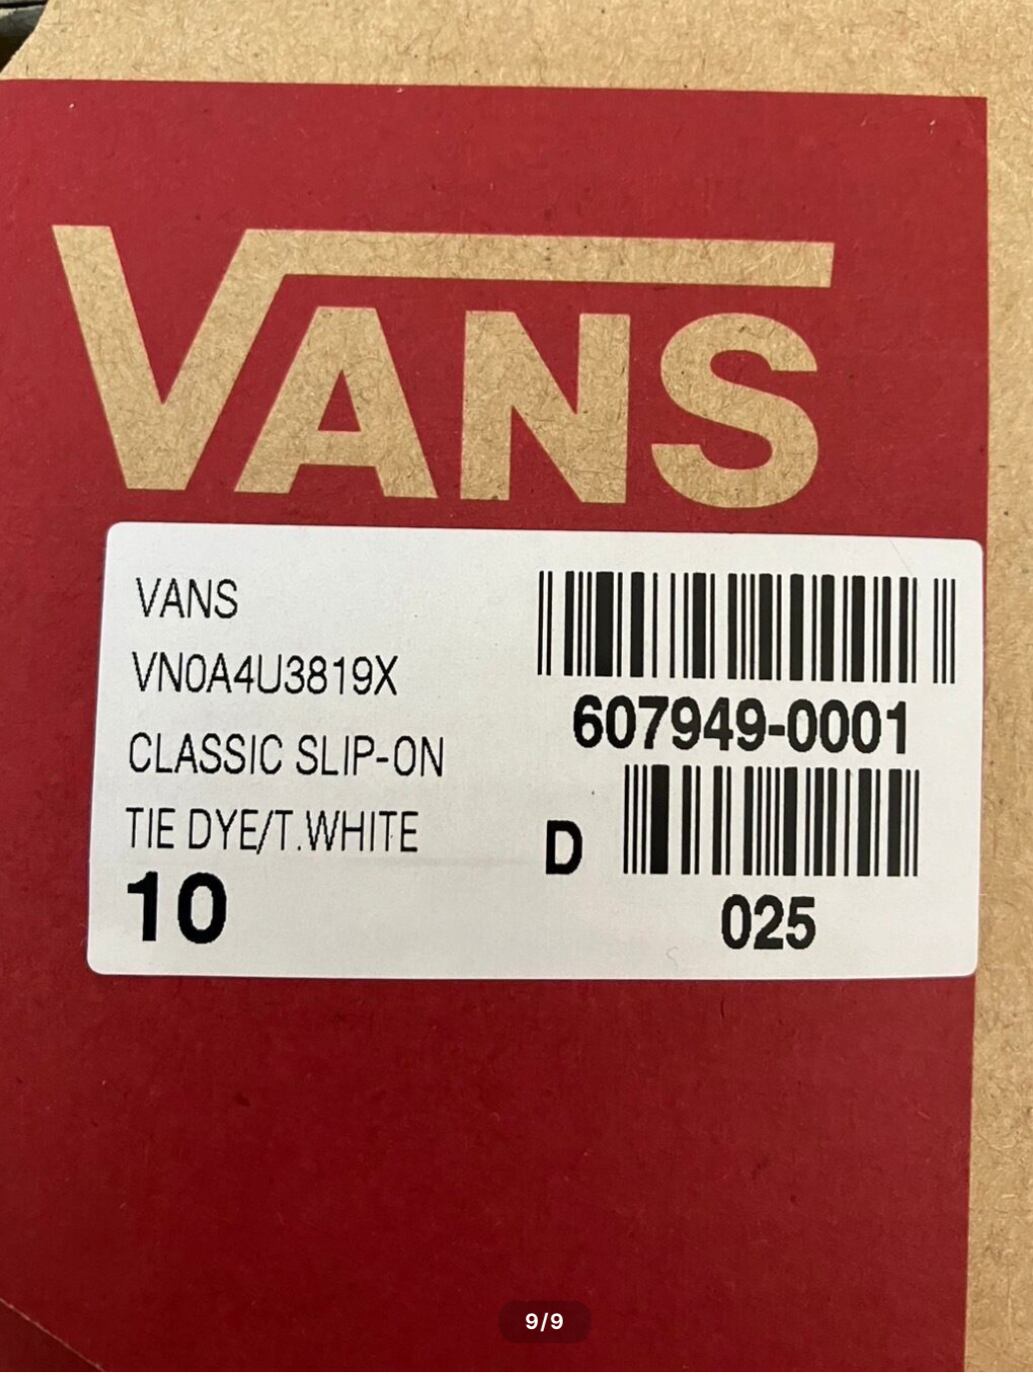 VANS
VANS
VN0A4U3819X
CLASSIC SLIP-ON
TIE DYE/T.WHITE
10
607949-0001
D
025
9/9